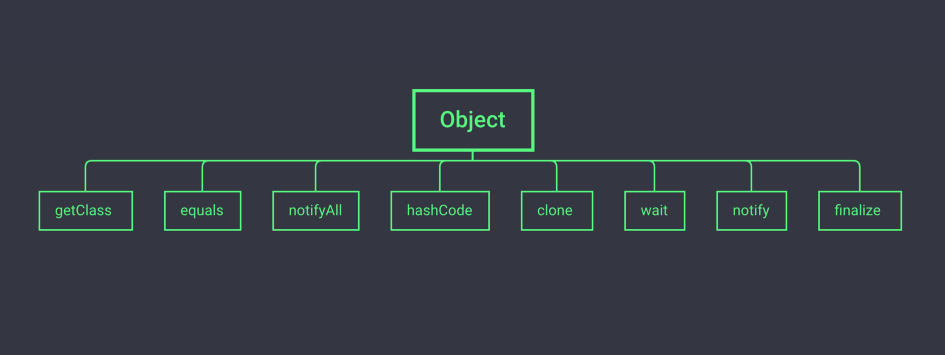 Object
getClass
equals
notifyAll
hashCode
clone
wait
notify
finalize